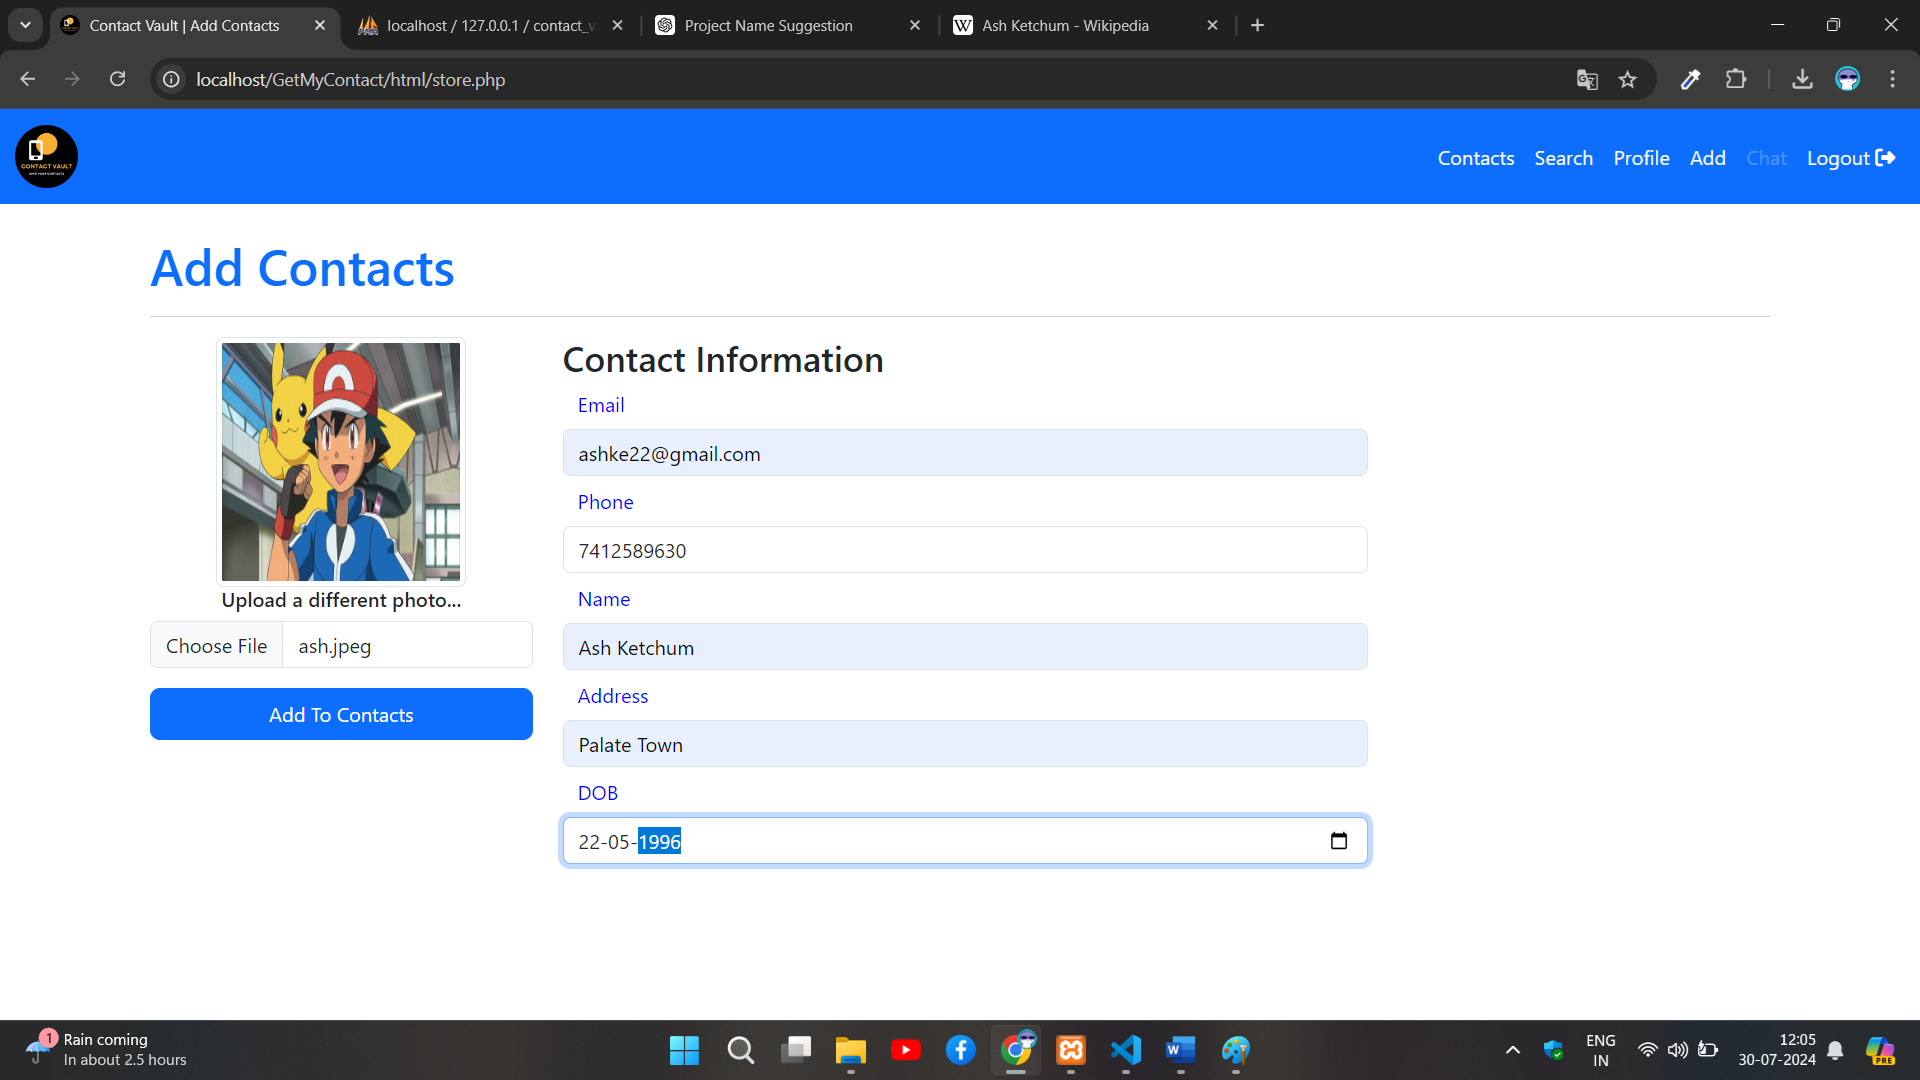 Contact Vault | Add Contacts
localhost / 127.0.0.1 / contact_v
Project Name Suggestion
W Ash Ketchum - Wikipedia
localhost/GetMyContact/html/store.php
CONTACT VAULT
Contacts Search Profile Add Chat Logout
Add Contacts
Contact Information
Email
ashke22@gmail.com
Phone
7412589630
Upload a different photo...
Name
Choose File ash.jpeg
Ash Ketchum
Address
Add To Contacts
Palate Town
DOB
22-05-1996
1 Rain coming
In about 2.5 hours
W
ENG
IN
12:05
30-07-2024
PRE